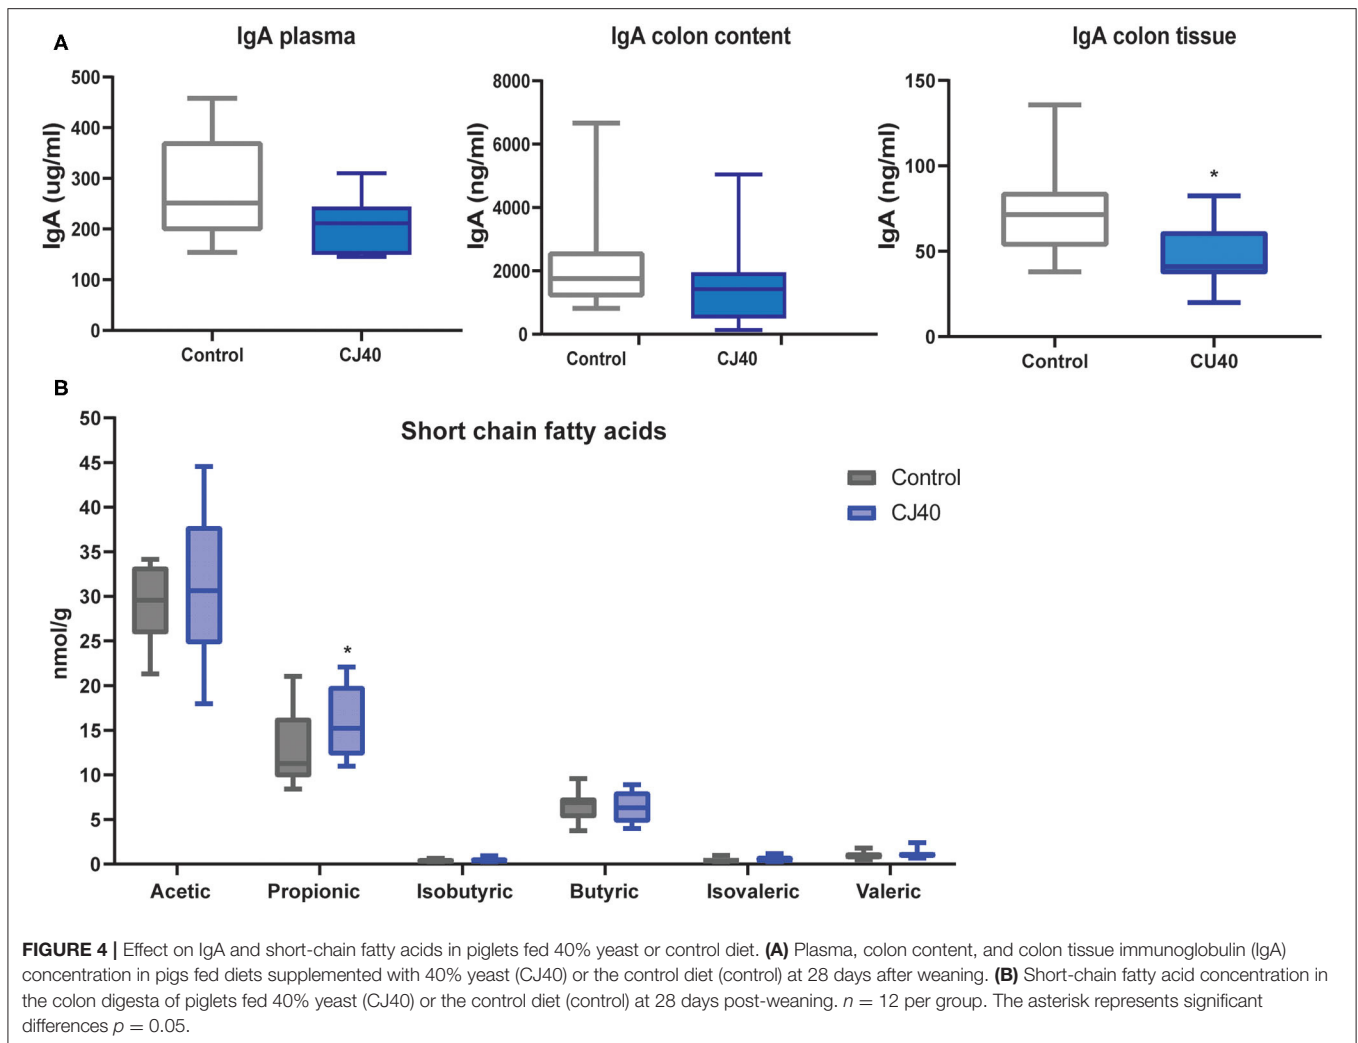 A
IgA plasma
IgA colon content
IgA colon tissue
IgA (ug/ml)
500
400
300
200
100
0
Control
CJ40
IgA (ng/ml)
8000
6000
4000
2000
0
Control
CJ40
IgA (ng/ml)
150
100
50
0
*
Control
CU40
B
Short chain fatty acids
nmol/g
50
45
40
35
30
25
20
15
10
5
0
*
Control
CJ40
Acetic
Propionic
Isobutyric
Butyric
Isovaleric
Valeric
FIGURE 4 | Effect on IgA and short-chain fatty acids in piglets fed 40% yeast or control diet. (A) Plasma, colon content, and colon tissue immunoglobulin (IgA)
concentration in pigs fed diets supplemented with 40% yeast (CJ40) or the control diet (control) at 28 days after weaning. (B) Short-chain fatty acid concentration in
the colon digesta of piglets fed 40% yeast (CJ40) or the control diet (control) at 28 days post-weaning. n = 12 per group. The asterisk represents significant
differences p = 0.05.